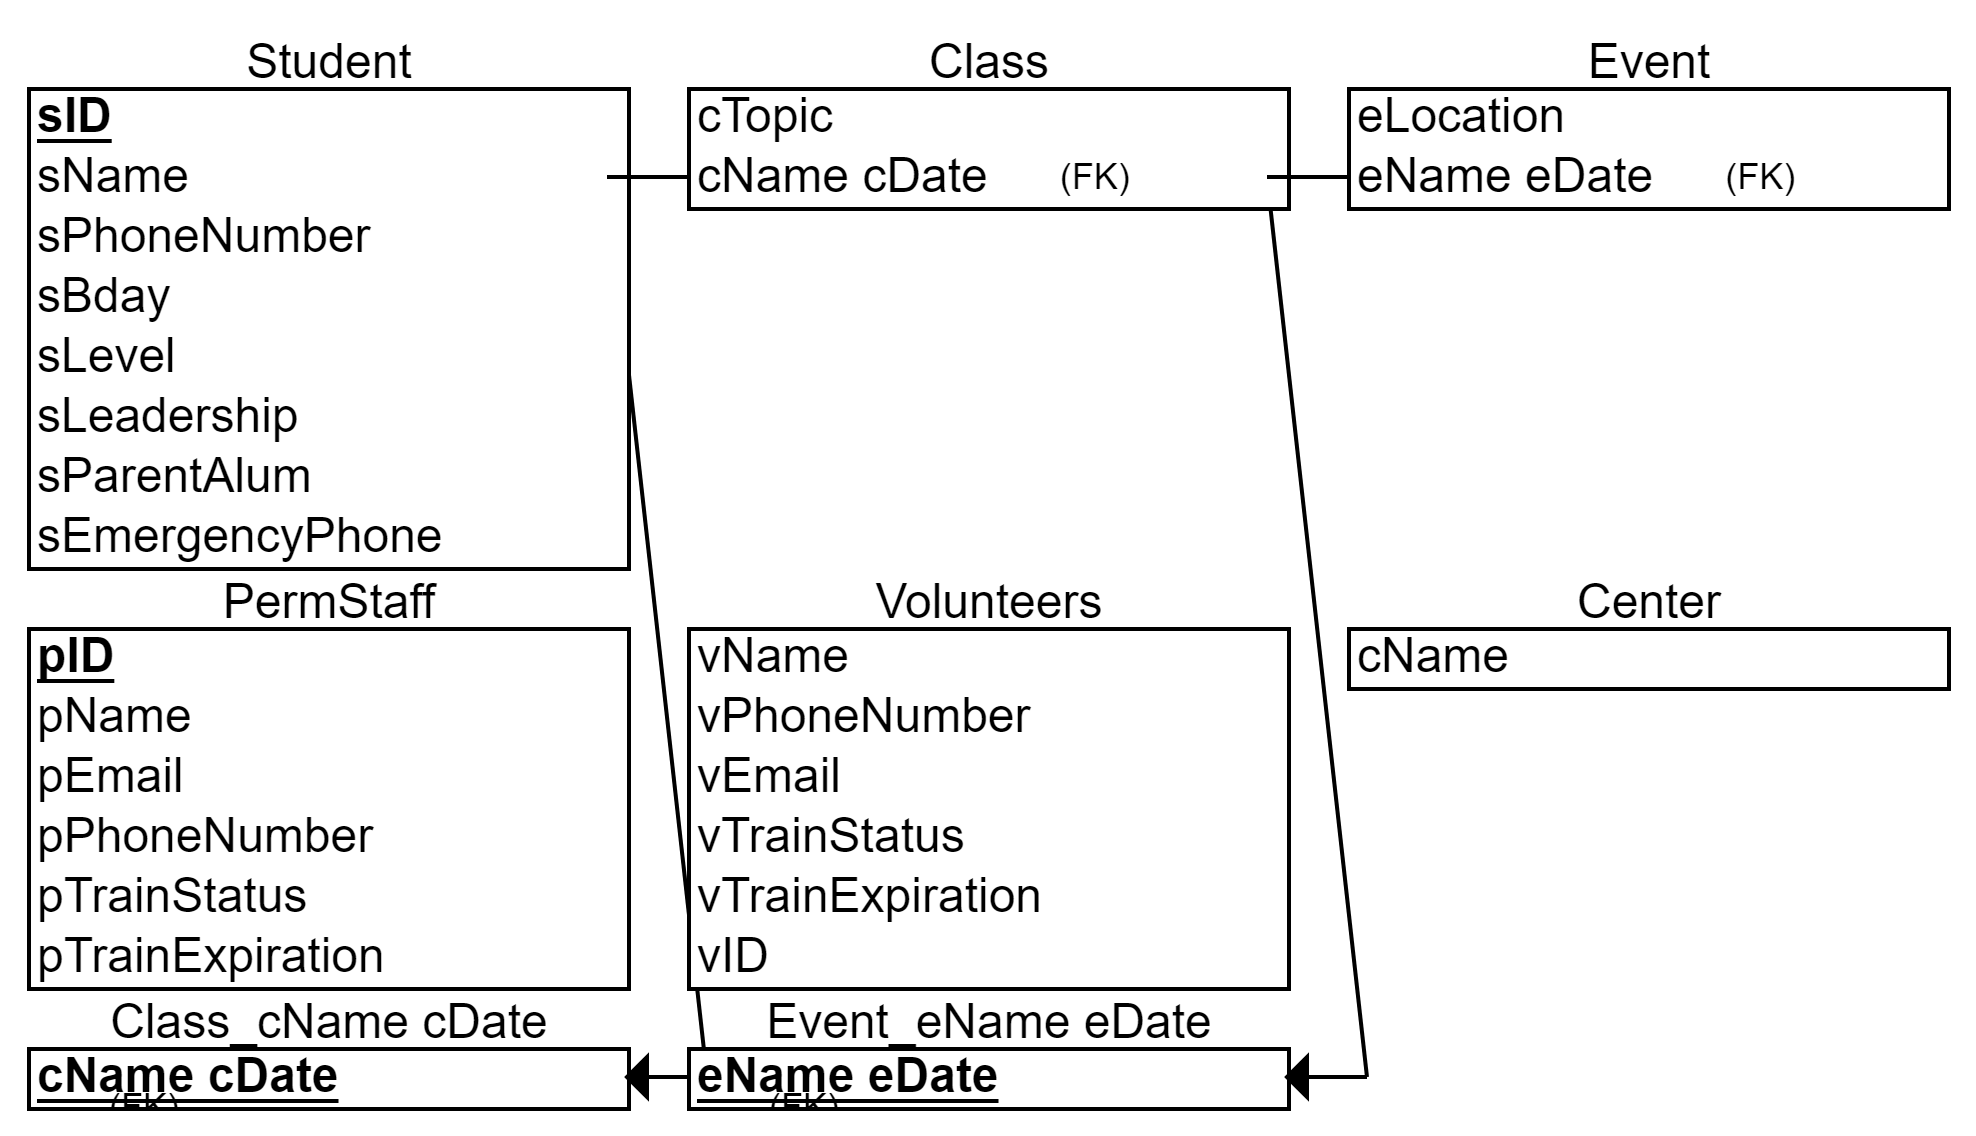 Student
sID
sName
sPhoneNumber
sBday
sLevel
sLeadership
sParentAlum
sEmergencyPhone
Class
cTopic
cName cDate (FK)
Event
eLocation
eName eDate (FK)
PermStaff
pID
pName
pEmail
pPhoneNumber
pTrainStatus
pTrainExpiration
Volunteers
vName
vPhoneNumber
vEmail
vTrainStatus
vTrainExpiration
vID
Center
cName
Class_cName cDate
cName cDate
(FK)
Event_eName eDate
eName eDate
(FK)